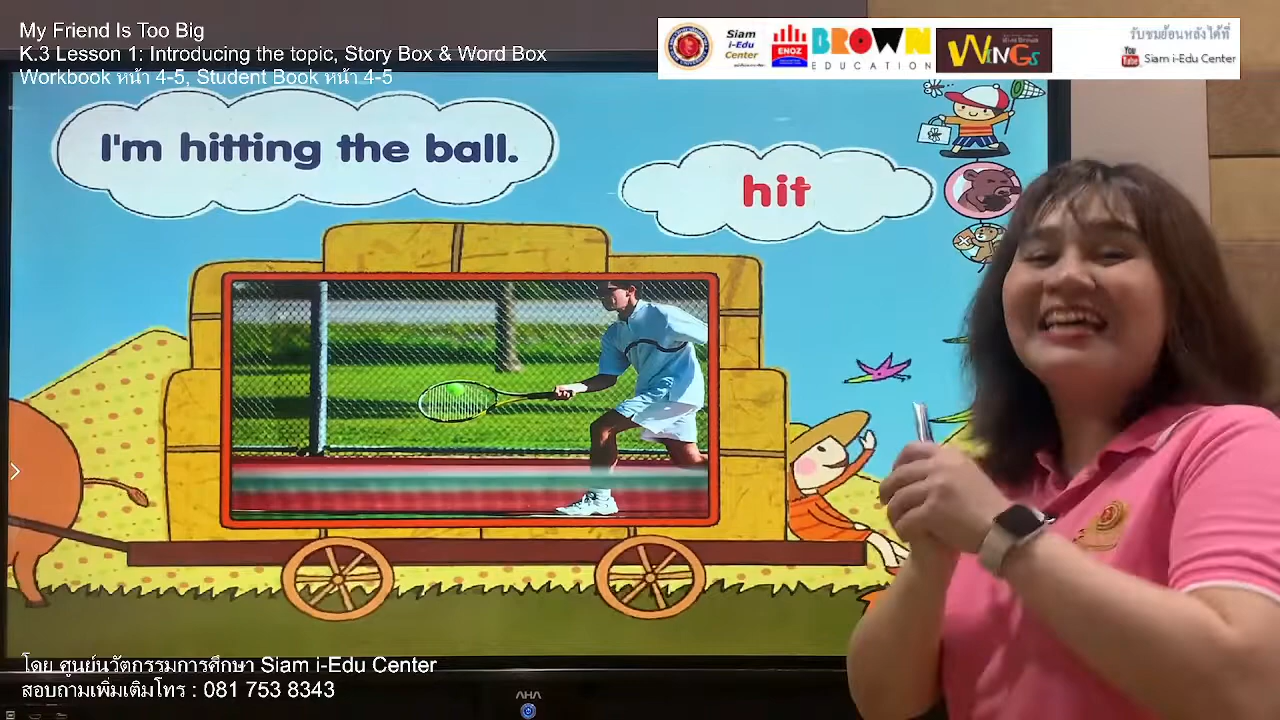 My Friend Is Too Big
K.2 Lesson 1: Introducing the topic, Story Box & Word Box
Workbook หน้า 4-5, Student Book หน้า 4-5
Siam
i-Edu
Center
ENOZ
BROWN
EDUCATION
WINGS
รับชมย้อนหลังได้ที่
You
Tube
Siam i-Edu Center
I'm hitting the ball.
hit
โดย ศูนย์นวัตกรรมการศึกษา Siam i-Edu Center
สอบถามเพิ่มเติมโทร : 081 753 8343
AHA